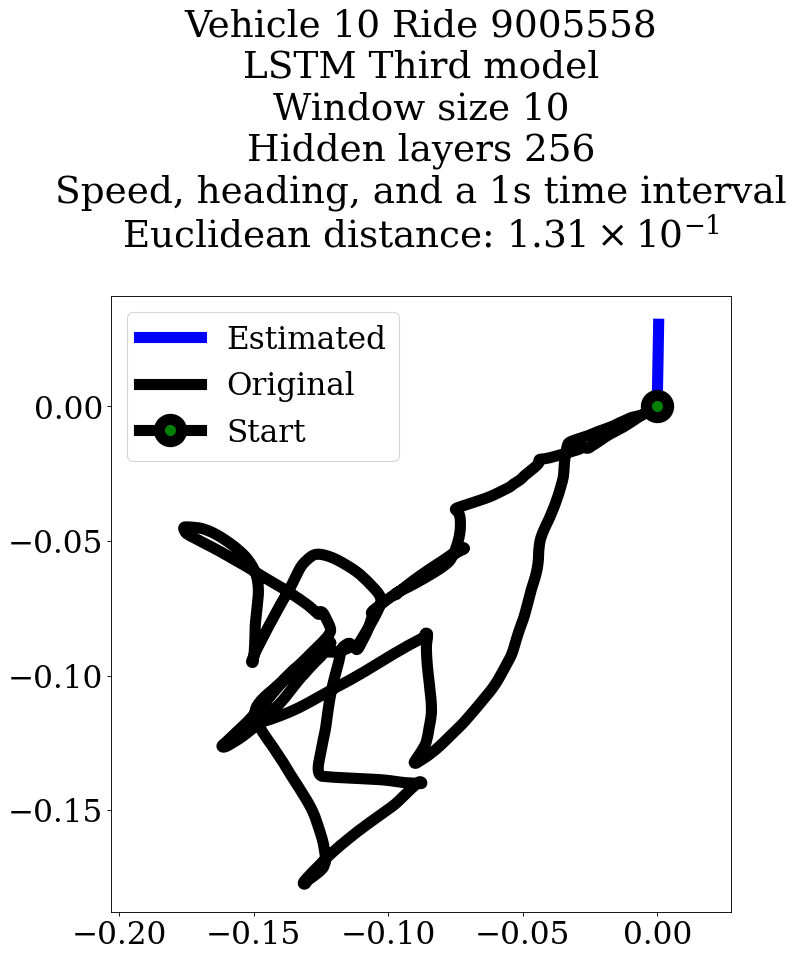 Vehicle 10 Ride 9005558
LSTM Third model
Window size 10
Hidden layers 256
Speed, heading, and a 1s time interval
Euclidean distance: 1.31 × 10⁻¹
Estimated
Original
Start
0.00
−0.05
−0.10
−0.15
−0.20 −0.15 −0.10 −0.05 0.00